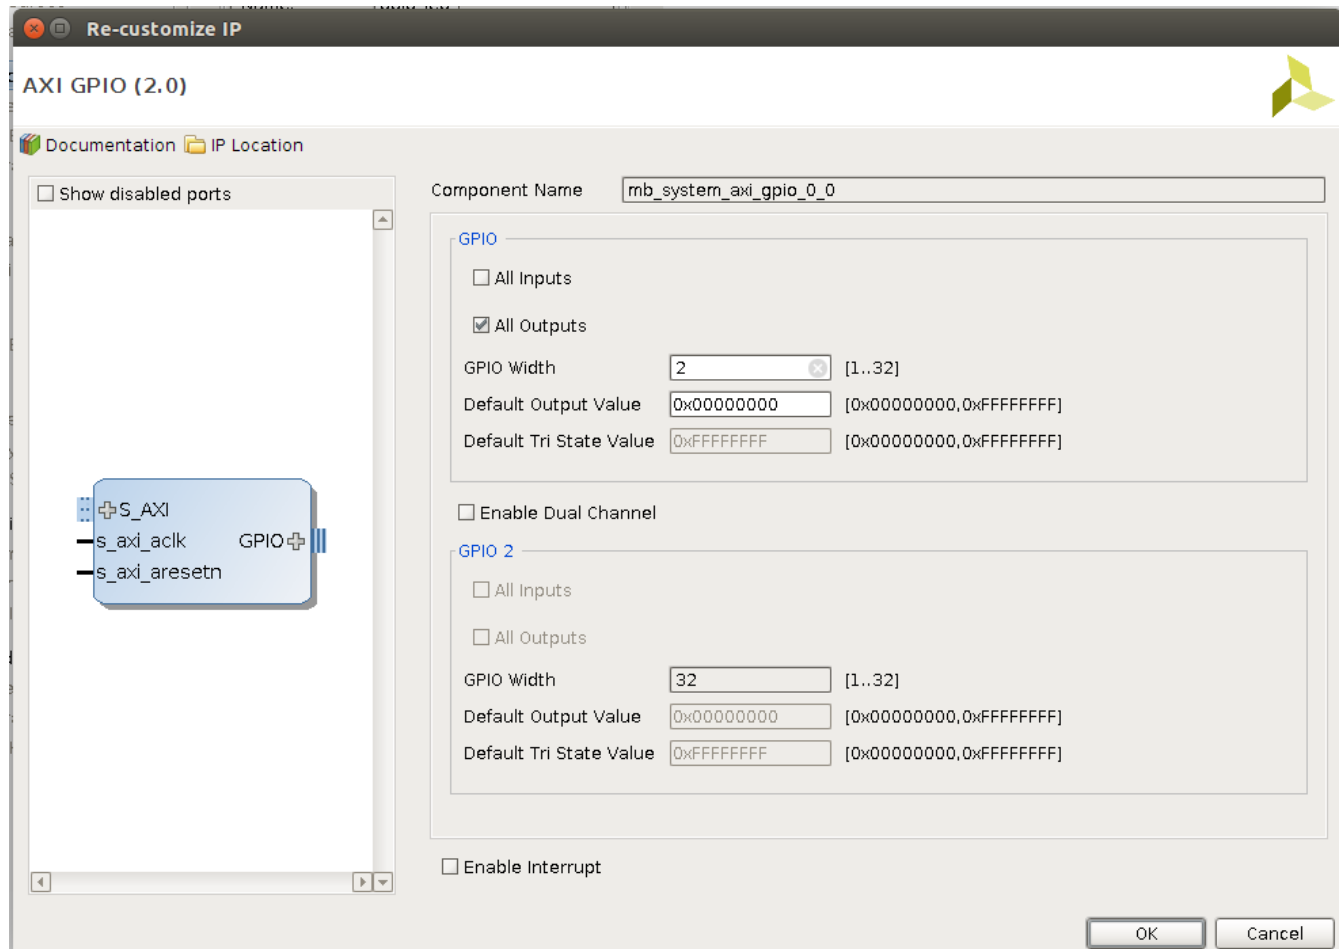 Re-customize IP
AXI GPIO (2.0)
Documentation IP Location
Show disabled ports
S_AXI
s_axi_aclk
s_axi_aresetn
GPIO
Component Name mb_system_axi_gpio_0_0
GPIO
All Inputs
All Outputs
GPIO Width 2 [1..32]
Default Output Value 0x00000000 [0x00000000,0xFFFFFFFF]
Default Tri State Value 0xFFFFFFFF [0x00000000,0xFFFFFFFF]
Enable Dual Channel
GPIO 2
All Inputs
All Outputs
GPIO Width 32 [1..32]
Default Output Value 0x00000000 [0x00000000,0xFFFFFFFF]
Default Tri State Value 0xFFFFFFFF [0x00000000,0xFFFFFFFF]
Enable Interrupt
OK Cancel